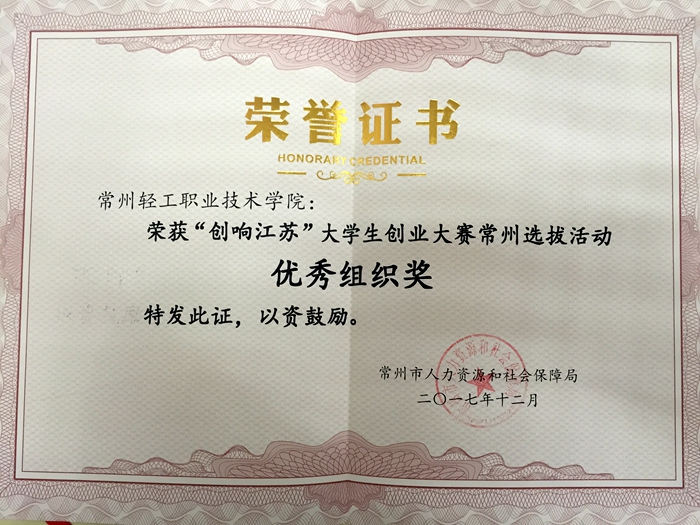 荣誉证书
HONORARY CREDENTIAL
常州轻工职业技术学院：
荣获“创响江苏”大学生创业大赛常州选拔活动
优秀组织奖
特发此证，以资鼓励。
常州市人力资源和社会保障局
二〇一七年十二月